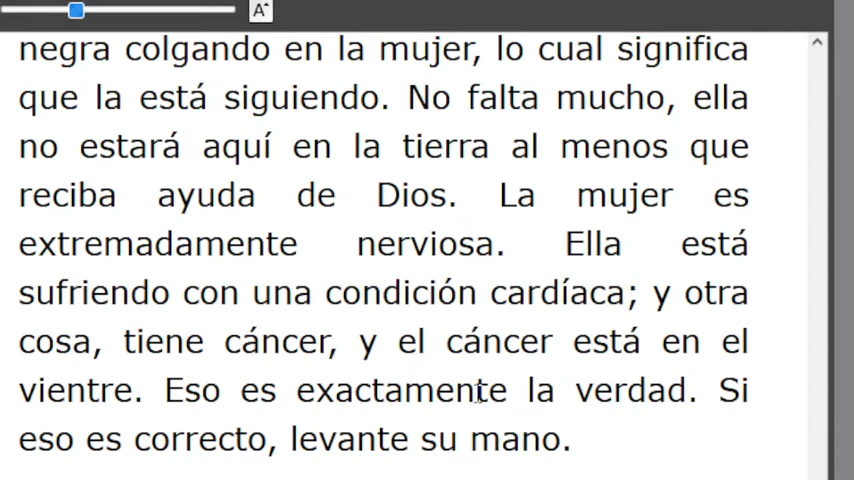 A
negra colgando en la mujer, lo cual significa
que la está siguiendo. No falta mucho, ella
no estará aquí en la tierra al menos que
reciba ayuda de Dios. La mujer es
extremadamente nerviosa. Ella está
sufriendo con una condición cardíaca; y otra
cosa, tiene cáncer, y el cáncer está en el
vientre. Eso es exactamente la verdad. Si
eso es correcto, levante su mano.